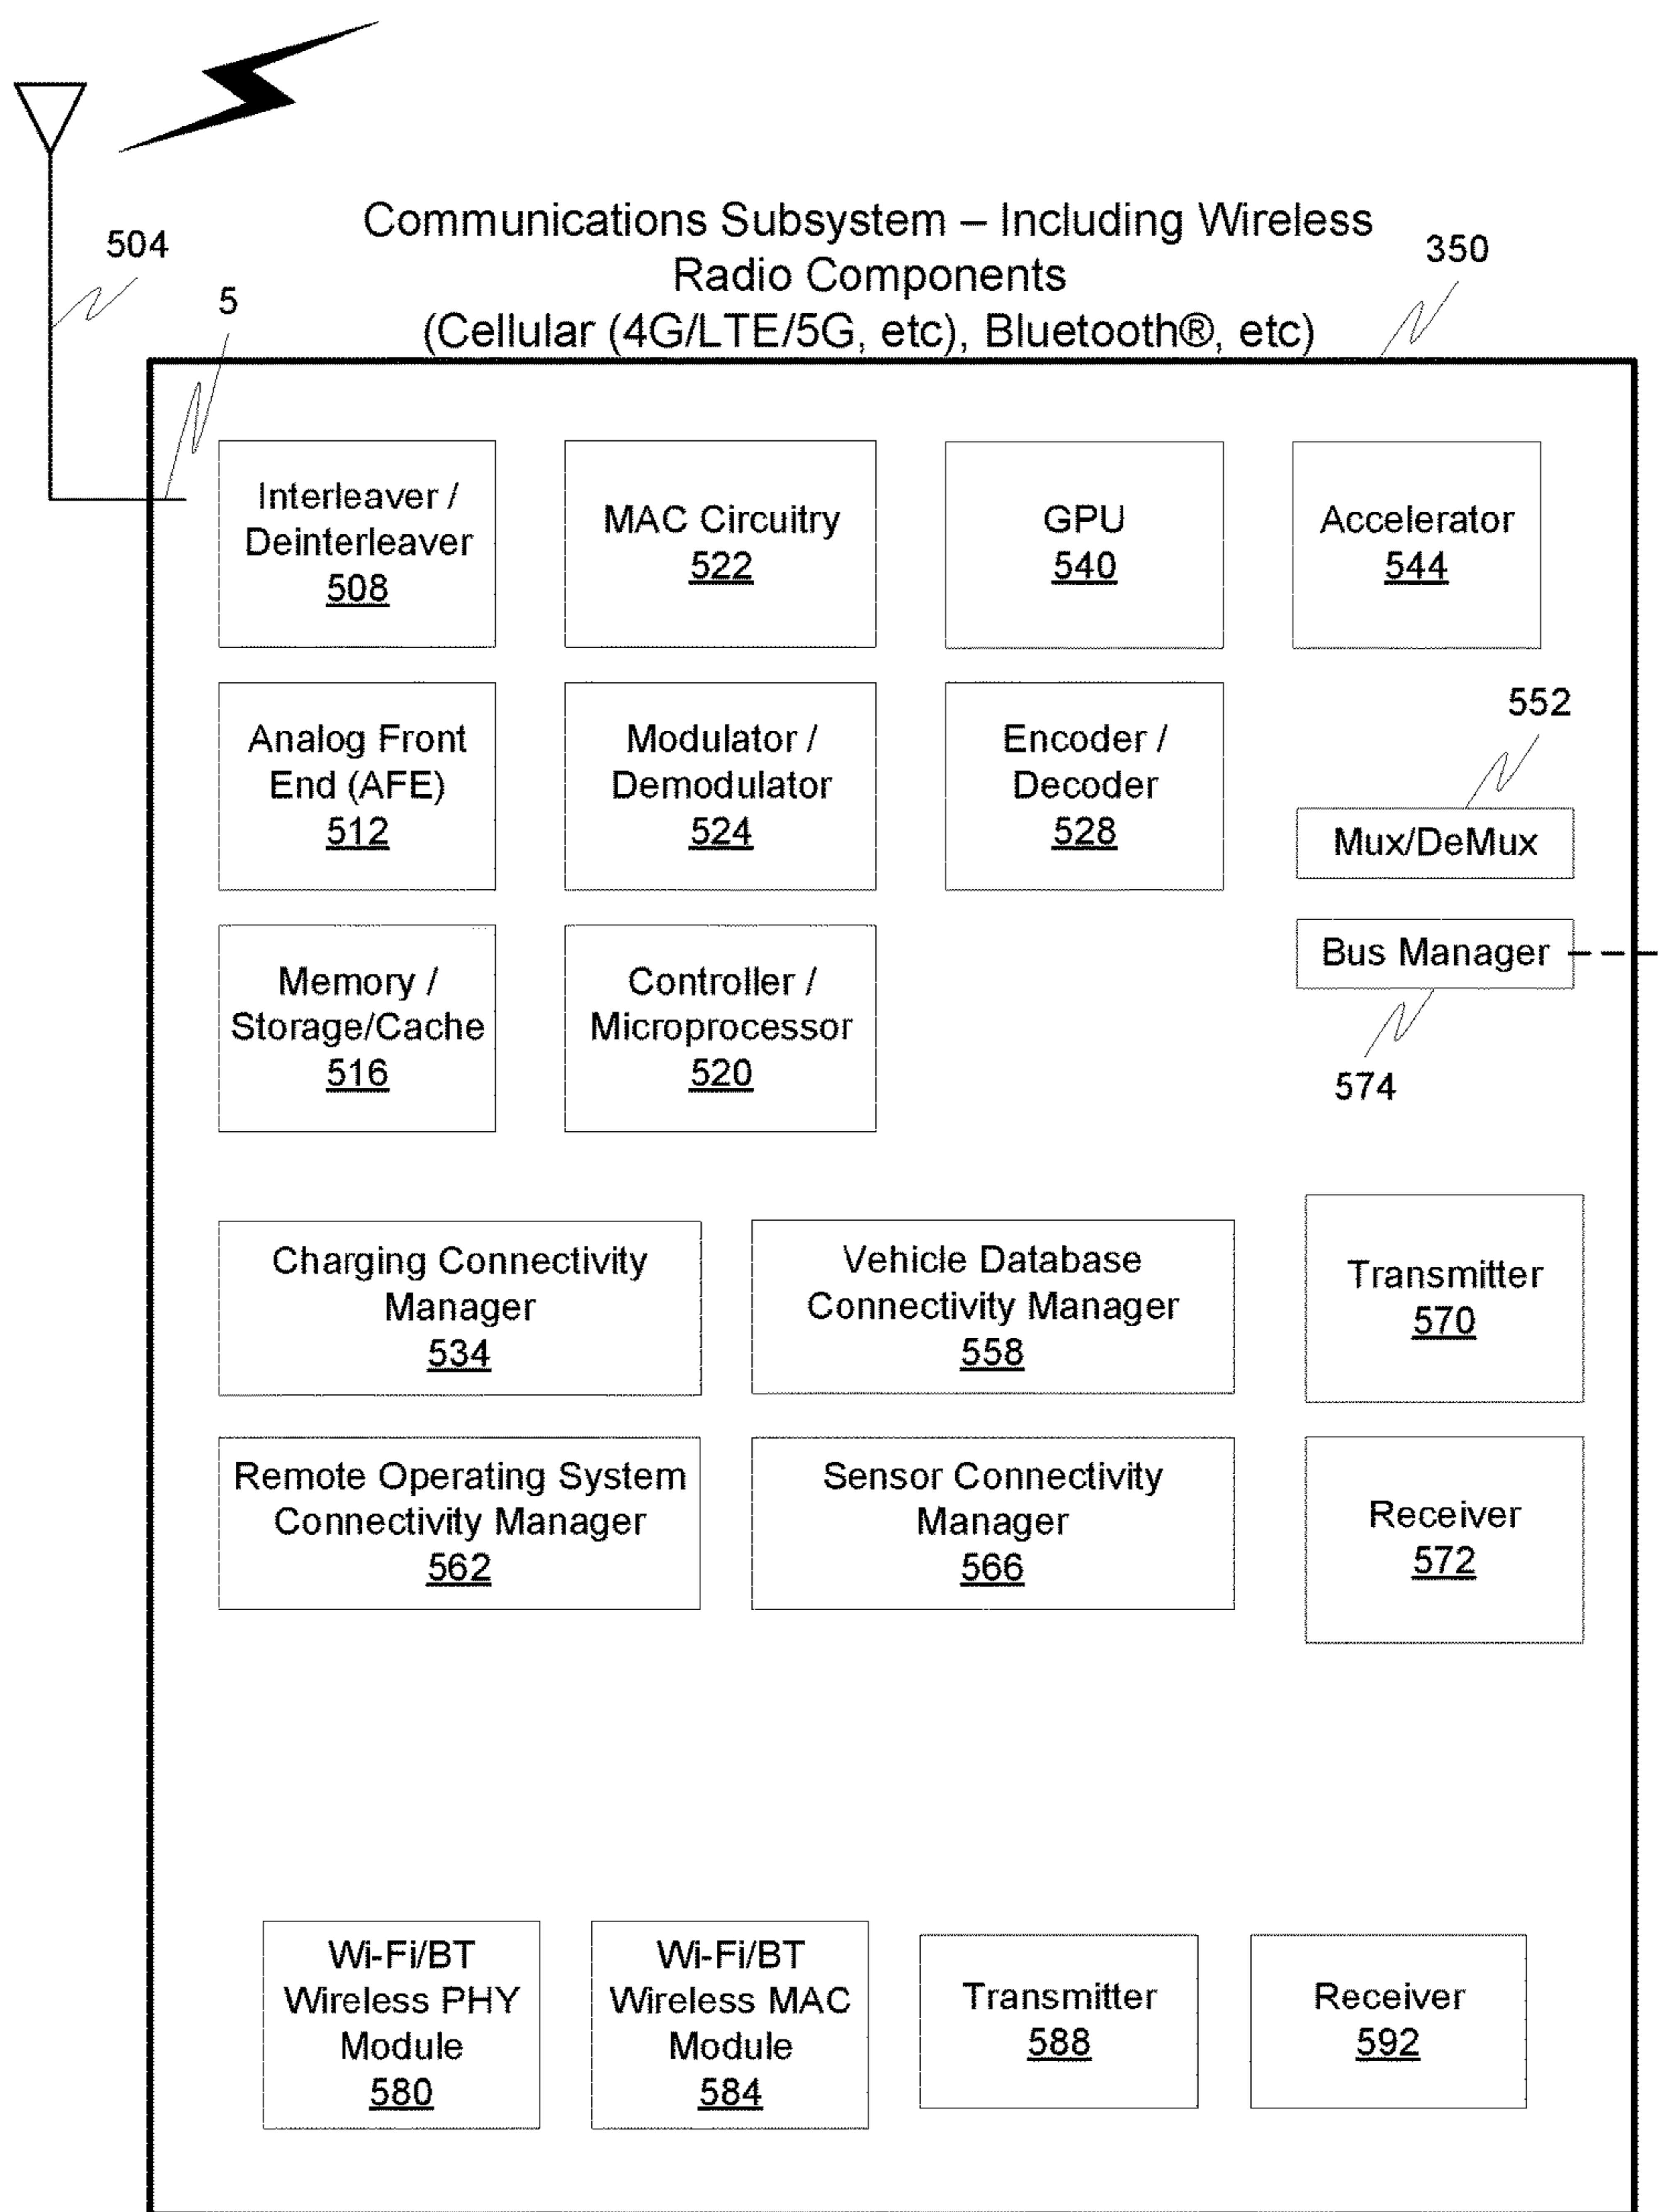 Communications Subsystem – Including Wireless
Radio Components
(Cellular (4G/LTE/5G, etc), Bluetooth®, etc)
504
5
350
Interleaver /
Deinterleaver
508
MAC Circuitry
522
GPU
540
Accelerator
544
Analog Front
End (AFE)
512
Modulator /
Demodulator
524
Encoder /
Decoder
528
552
Mux/DeMux
Memory /
Storage/Cache
516
Controller /
Microprocessor
520
Bus Manager
574
Charging Connectivity
Manager
534
Vehicle Database
Connectivity Manager
558
Transmitter
570
Remote Operating System
Connectivity Manager
562
Sensor Connectivity
Manager
566
Receiver
572
Wi-Fi/BT
Wireless PHY
Module
580
Wi-Fi/BT
Wireless MAC
Module
584
Transmitter
588
Receiver
592